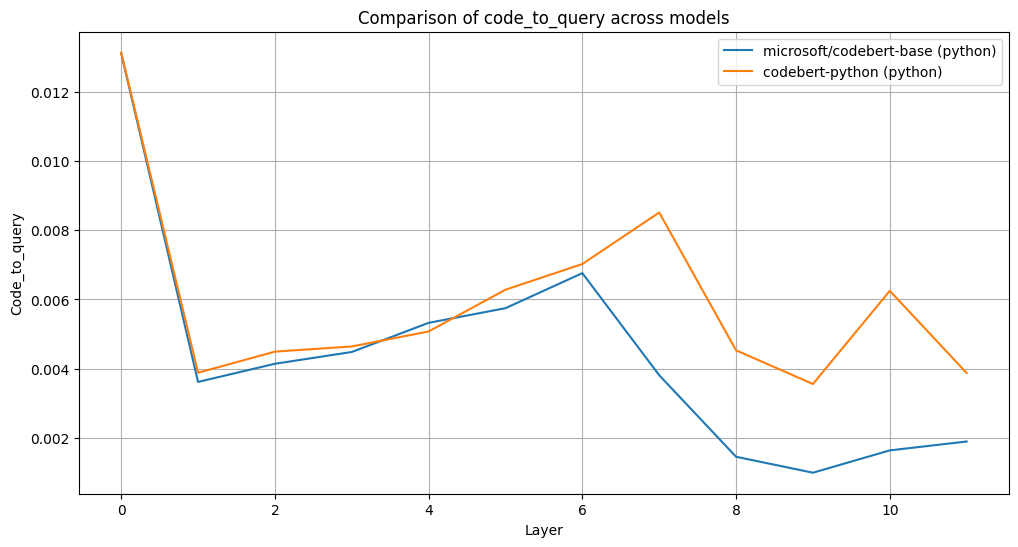 Comparison of code_to_query across models
microsoft/codebert-base (python)
codebert-python (python)
Code_to_query
0.012
0.010
0.008
0.006
0.004
0.002
0 2 4 6 8 10
Layer